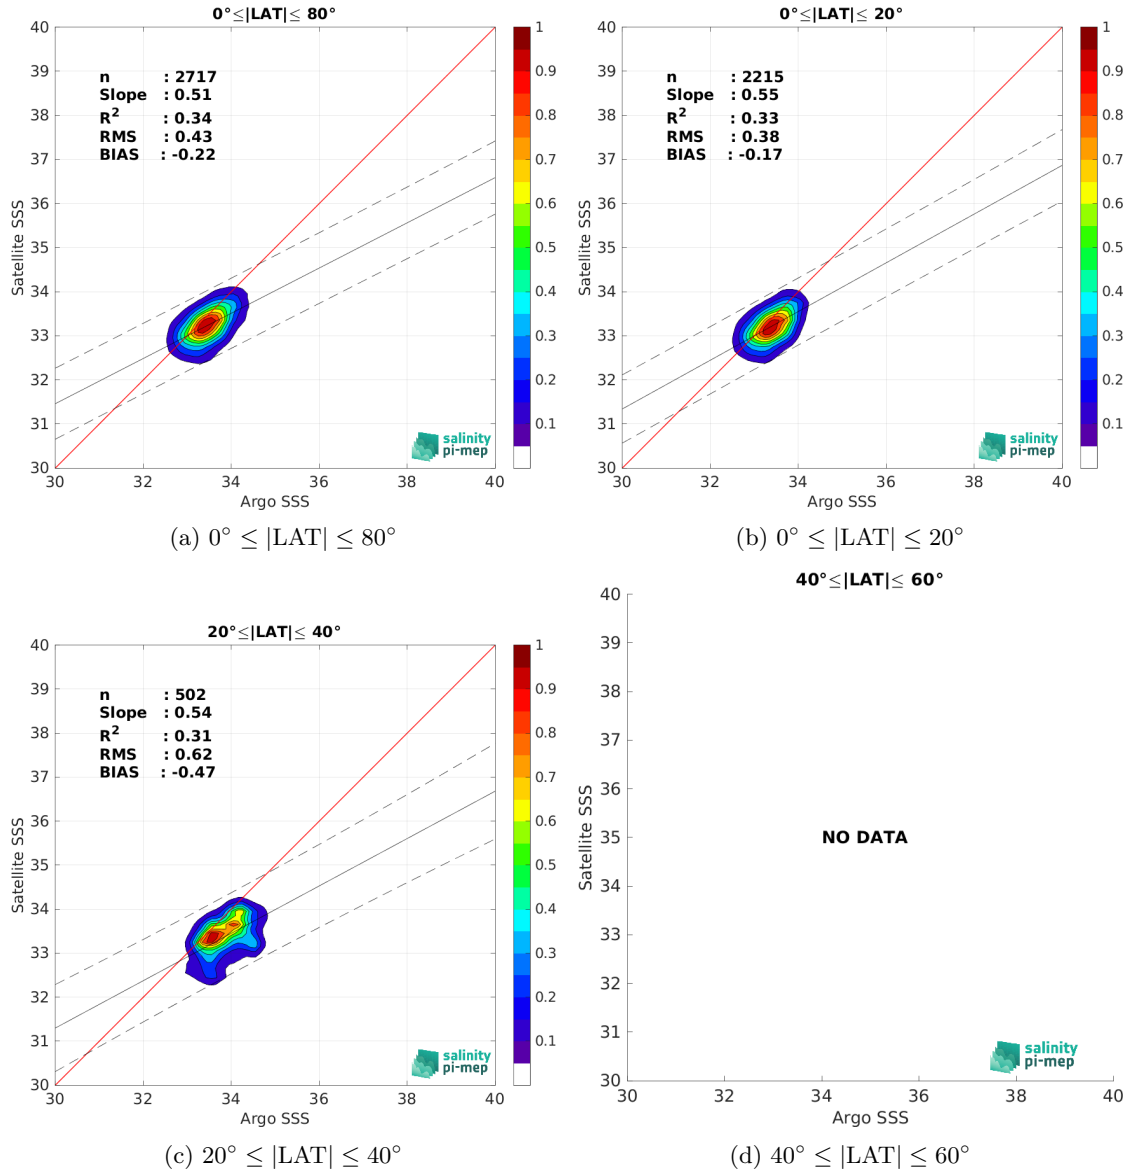 0°≤|LAT|≤ 80°
40
39
38
37
36
35
34
33
32
31
30
30
32
34
36
38
40
Satellite SSS
Argo SSS
n : 2717
Slope : 0.51
R² : 0.34
RMS : 0.43
BIAS : -0.22
salinity
pi-mep
1
0.9
0.8
0.7
0.6
0.5
0.4
0.3
0.2
0.1
(a) 0° ≤ |LAT| ≤ 80°
0°≤|LAT|≤ 20°
40
39
38
37
36
35
34
33
32
31
30
30
32
34
36
38
40
Satellite SSS
Argo SSS
n : 2215
Slope : 0.55
R² : 0.33
RMS : 0.38
BIAS : -0.17
salinity
pi-mep
1
0.9
0.8
0.7
0.6
0.5
0.4
0.3
0.2
0.1
(b) 0° ≤ |LAT| ≤ 20°
20°≤|LAT|≤ 40°
40
39
38
37
36
35
34
33
32
31
30
30
32
34
36
38
40
Satellite SSS
Argo SSS
n : 502
Slope : 0.54
R² : 0.31
RMS : 0.62
BIAS : -0.47
salinity
pi-mep
1
0.9
0.8
0.7
0.6
0.5
0.4
0.3
0.2
0.1
(c) 20° ≤ |LAT| ≤ 40°
40°≤|LAT|≤ 60°
40
39
38
37
36
35
34
33
32
31
30
30
32
34
36
38
40
Satellite SSS
Argo SSS
NO DATA
salinity
pi-mep
(d) 40° ≤ |LAT| ≤ 60°